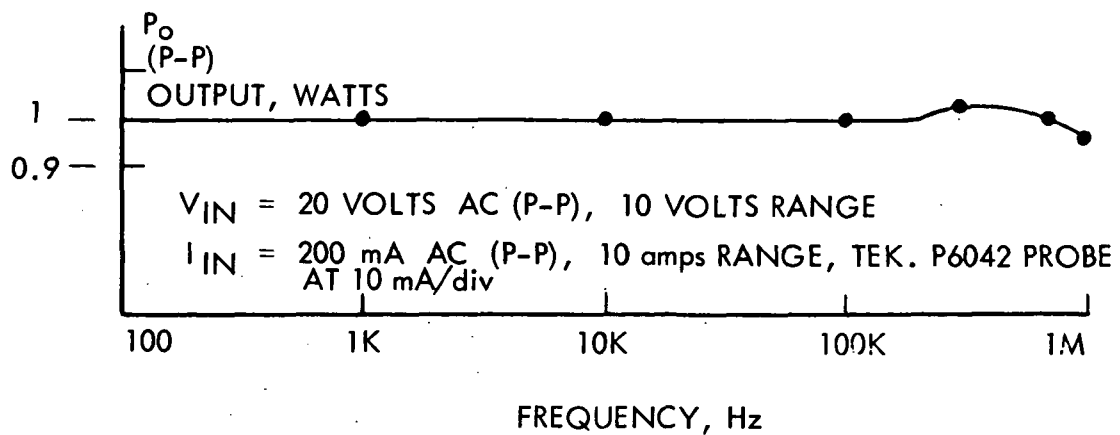 Po
(P-P)
OUTPUT, WATTS
1
0.9
VIN = 20 VOLTS AC (P-P), 10 VOLTS RANGE
IIN = 200 mA AC (P-P), 10 amps RANGE, TEK. P6042 PROBE
AT 10 mA/div
100 1K 10K 100K 1M
FREQUENCY, Hz